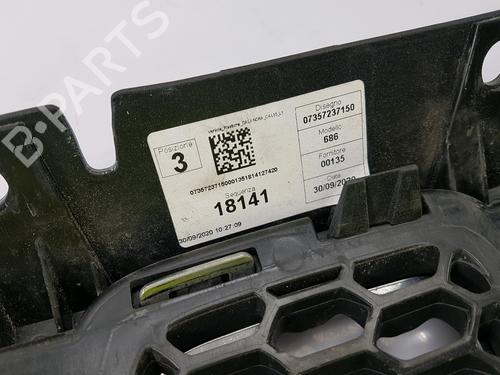 B-PARTS
Posizione
3
Disegno
07357237150
Modello
686
Fornitore
00135
Data
30/09/2020
073572371500001351814127420
Sequenza
18141
30/09/2020 10:27:09